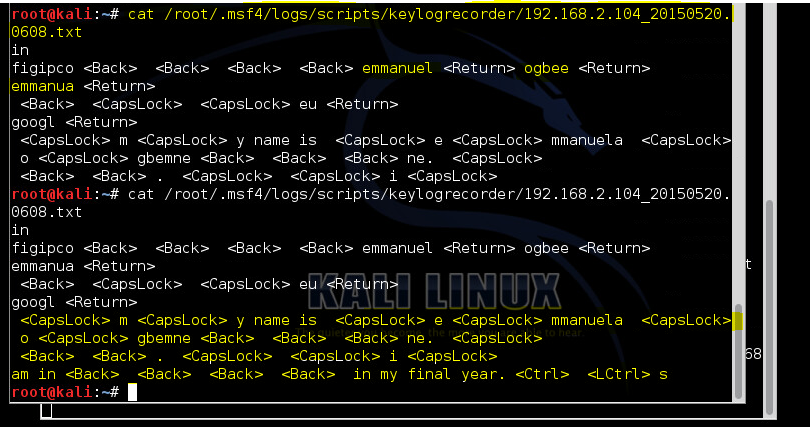 root@kali:~# cat /root/.msf4/logs/scripts/keylogrecorder/192.168.2.104_20150520.
0608.txt
in
figipco <Back>  <Back>  <Back>  <Back> emmanuel <Return> ogbee <Return>
emmanua <Return>
 <Back>  <CapsLock>  <CapsLock> eu <Return>
googl <Return>
 <CapsLock> m <CapsLock> y name is  <CapsLock> e <CapsLock> mmanuela  <CapsLock>
o <CapsLock> gbemne <Back>  <Back>  <Back> ne.  <CapsLock>
 <Back>  <Back> .  <CapsLock>  <CapsLock> i <CapsLock>
root@kali:~# cat /root/.msf4/logs/scripts/keylogrecorder/192.168.2.104_20150520.
0608.txt
in
figipco <Back>  <Back>  <Back>  <Back> emmanuel <Return> ogbee <Return>
emmanua <Return>
t
 <Back>  <CapsLock>  <CapsLock> eu <Return>
KALI LINUX
googl <Return>
 <CapsLock> m <CapsLock> y name is  <CapsLock> e <CapsLock> mmanuela  <CapsLock>
o <CapsLock> gbemne <Back>  <Back>  <Back> ne.  <CapsLock>
 <Back>  <Back> .  <CapsLock>  <CapsLock> i <CapsLock>
68
am in <Back>  <Back>  <Back>  <Back>  in my final year. <Ctrl>  <LCtrl> s
root@kali:~#